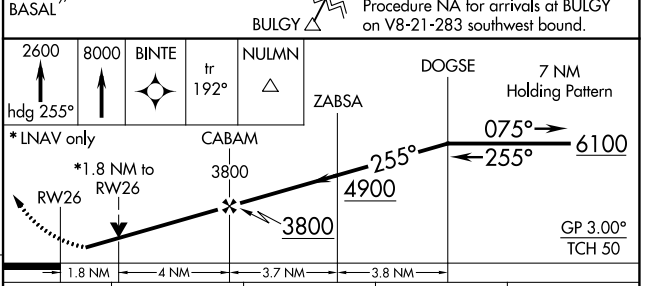 BASAL"
BULGY
Procedure NA for arrivals at BULGY
on V8-21-283 southwest bound.
2600
hdg 255°
8000
BINTE
tr
192°
NULMN
DOGSE
7 NM
Holding Pattern
ZABSA
* LNAV only
CABAM
075°
255°
6100
*1.8 NM to
RW26
3800
255°
RW26
4900
3800
GP 3.00°
TCH 50
1.8 NM
4 NM
3.7 NM
3.8 NM